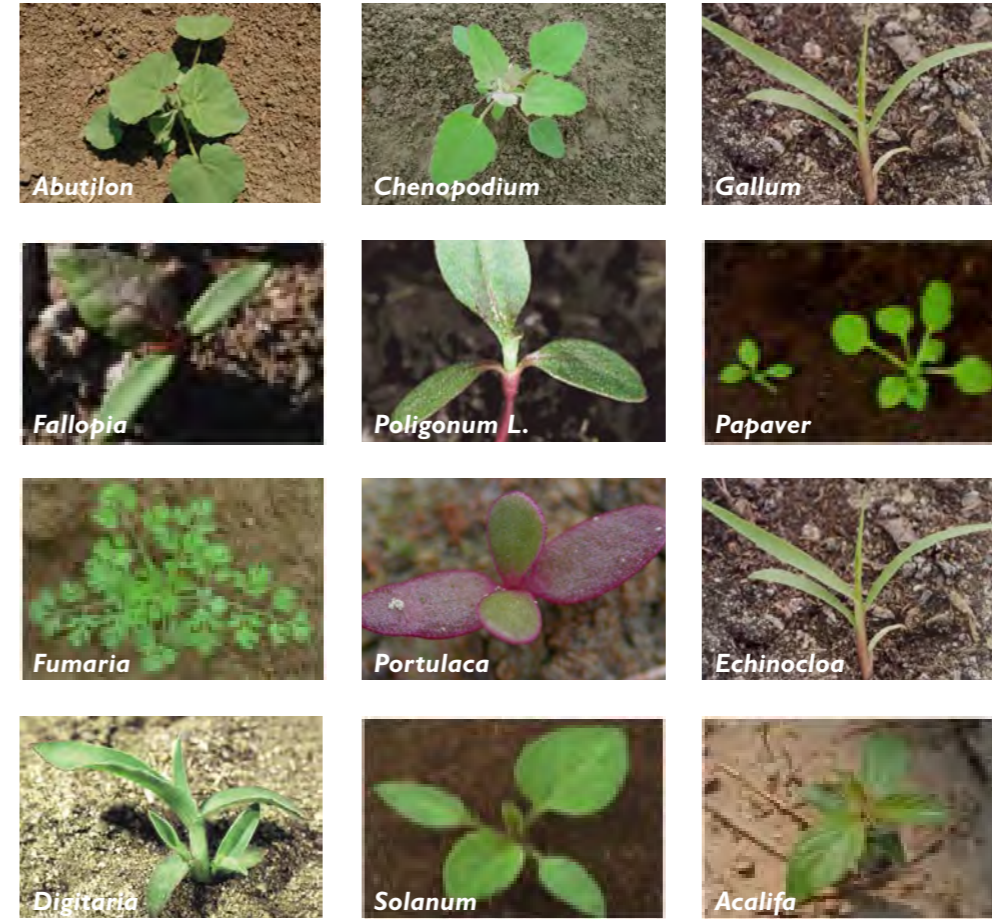 Abutilon
Chenopodium
Gallum
Fallopia
Poligonum L.
Papaver
Fumaria
Portulaca
Echinocloa
Digitaria
Solanum
Acalifa